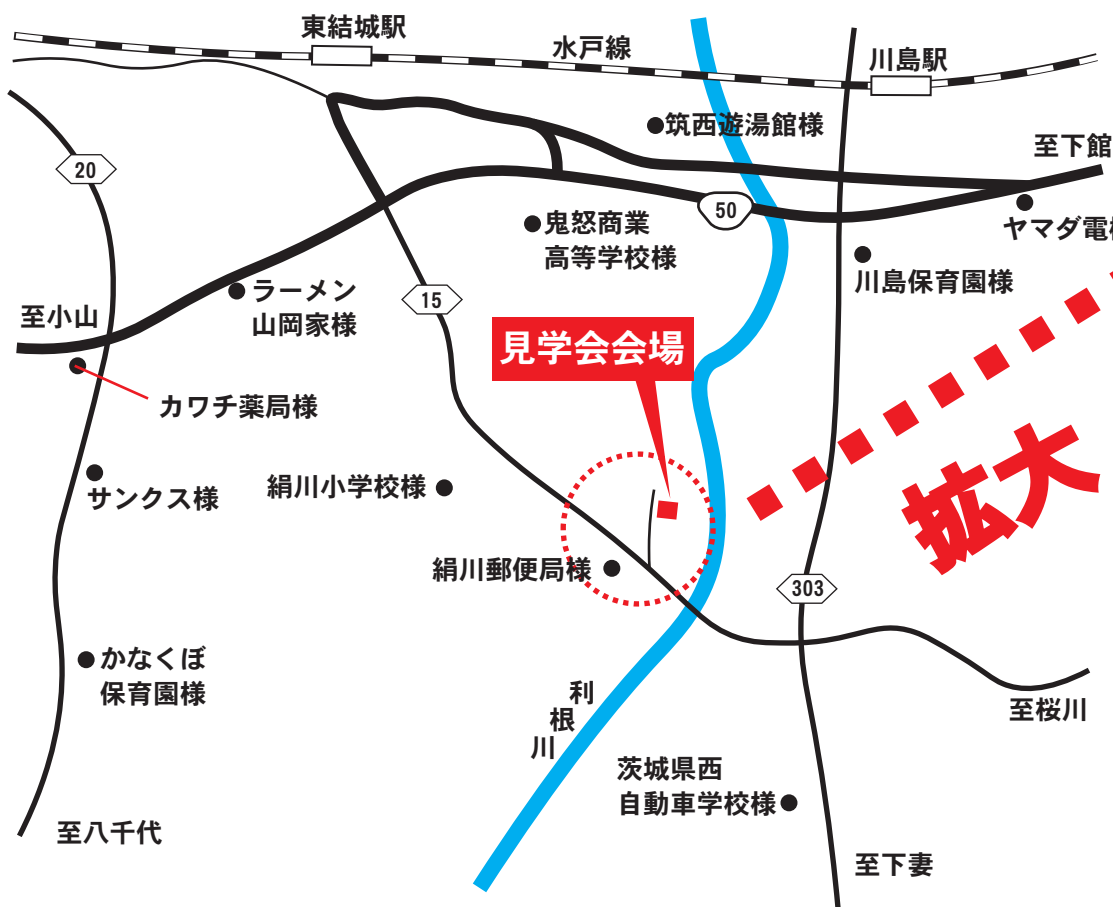 東結城駅
水戸線
川島駅
筑西遊湯館様
至下館
20
50
鬼怒商業
高等学校様
ヤマダ電
川島保育園様
ラーメン
山岡家様
15
至小山
見学会会場
カワチ薬局様
拡大
サンクス様
絹川小学校様
絹川郵便局様
303
かなくぼ
保育園様
利
根
川
至桜川
茨城県西
自動車学校様
至八千代
至下妻